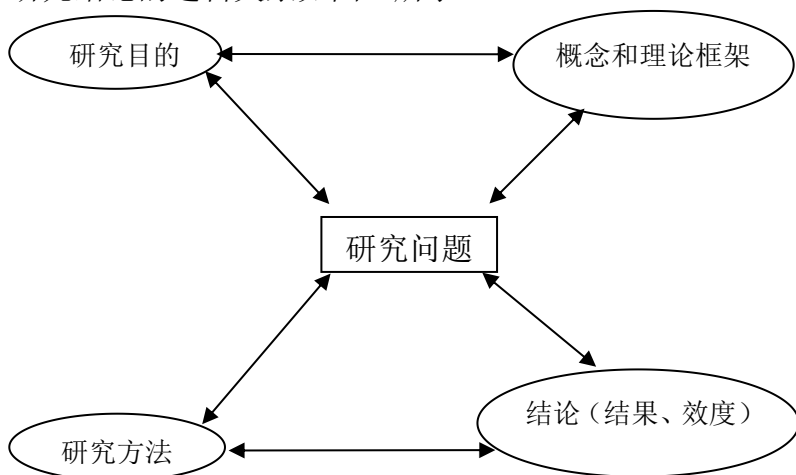 研究目的
概念和理论框架
研究问题
结论（结果、效度）
研究方法